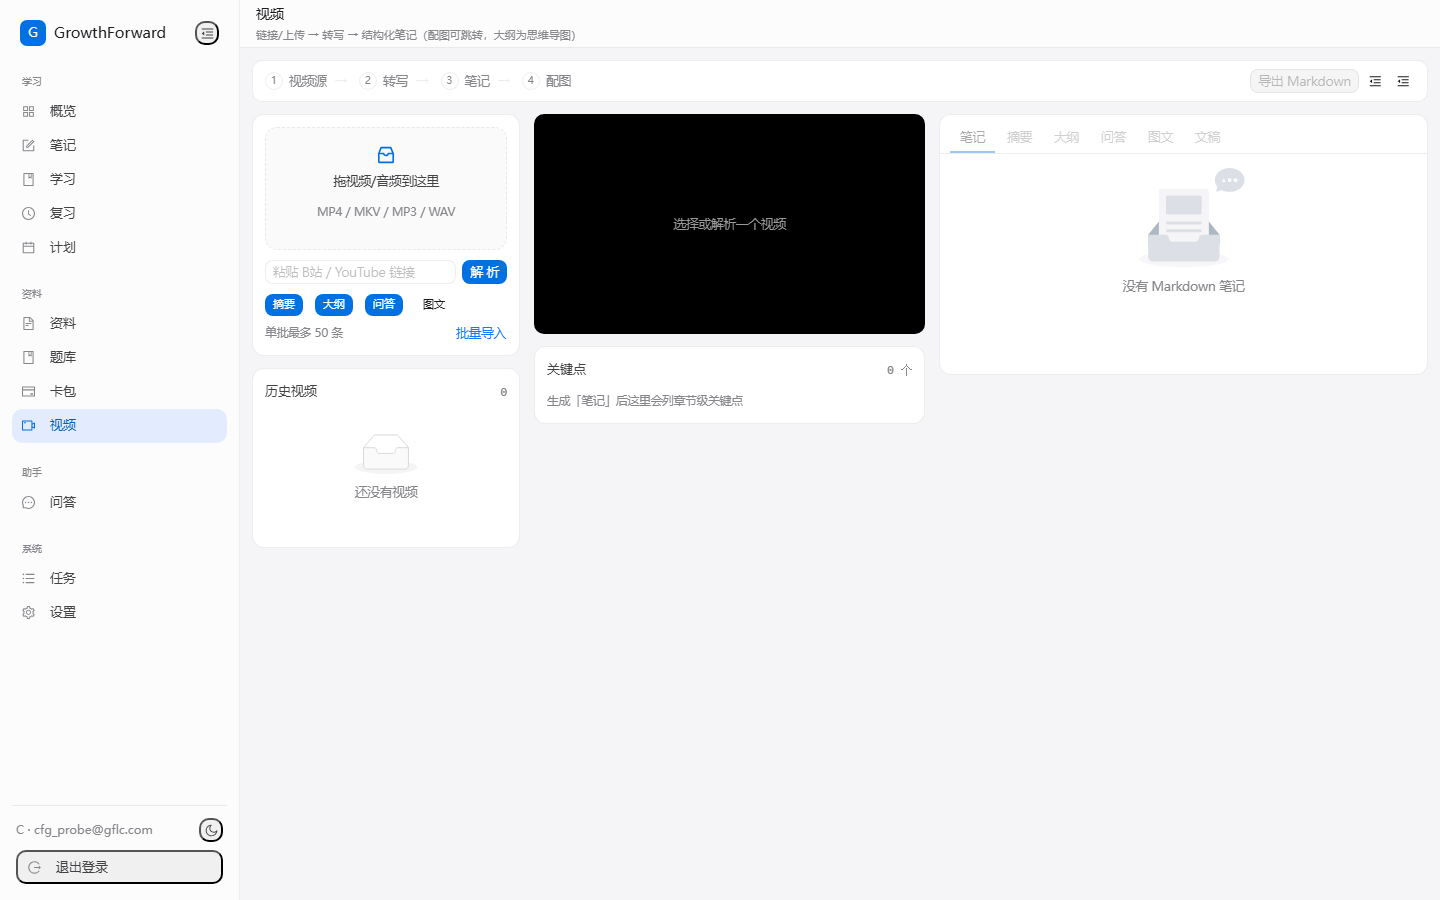 G GrowthForward
学习
概览
笔记
学习
复习
计划
资料
资料
题库
卡包
视频
助手
问答
系统
任务
设置
C · cfg_probe@gflc.com
退出登录
视频
链接/上传 → 转写 → 结构化笔记（配图可跳转，大纲为思维导图）
1 视频源 → 2 转写 → 3 笔记 → 4 配图
导出 Markdown
拖视频/音频到这里
MP4 / MKV / MP3 / WAV
粘贴 B站 / YouTube 链接 解 析
摘要 大纲 问答 图文
单批最多 50 条 批量导入
历史视频 0
还没有视频
选择或解析一个视频
关键点 0 个
生成「笔记」后这里会列章节级关键点
笔记 摘要 大纲 问答 图文 文稿
没有 Markdown 笔记